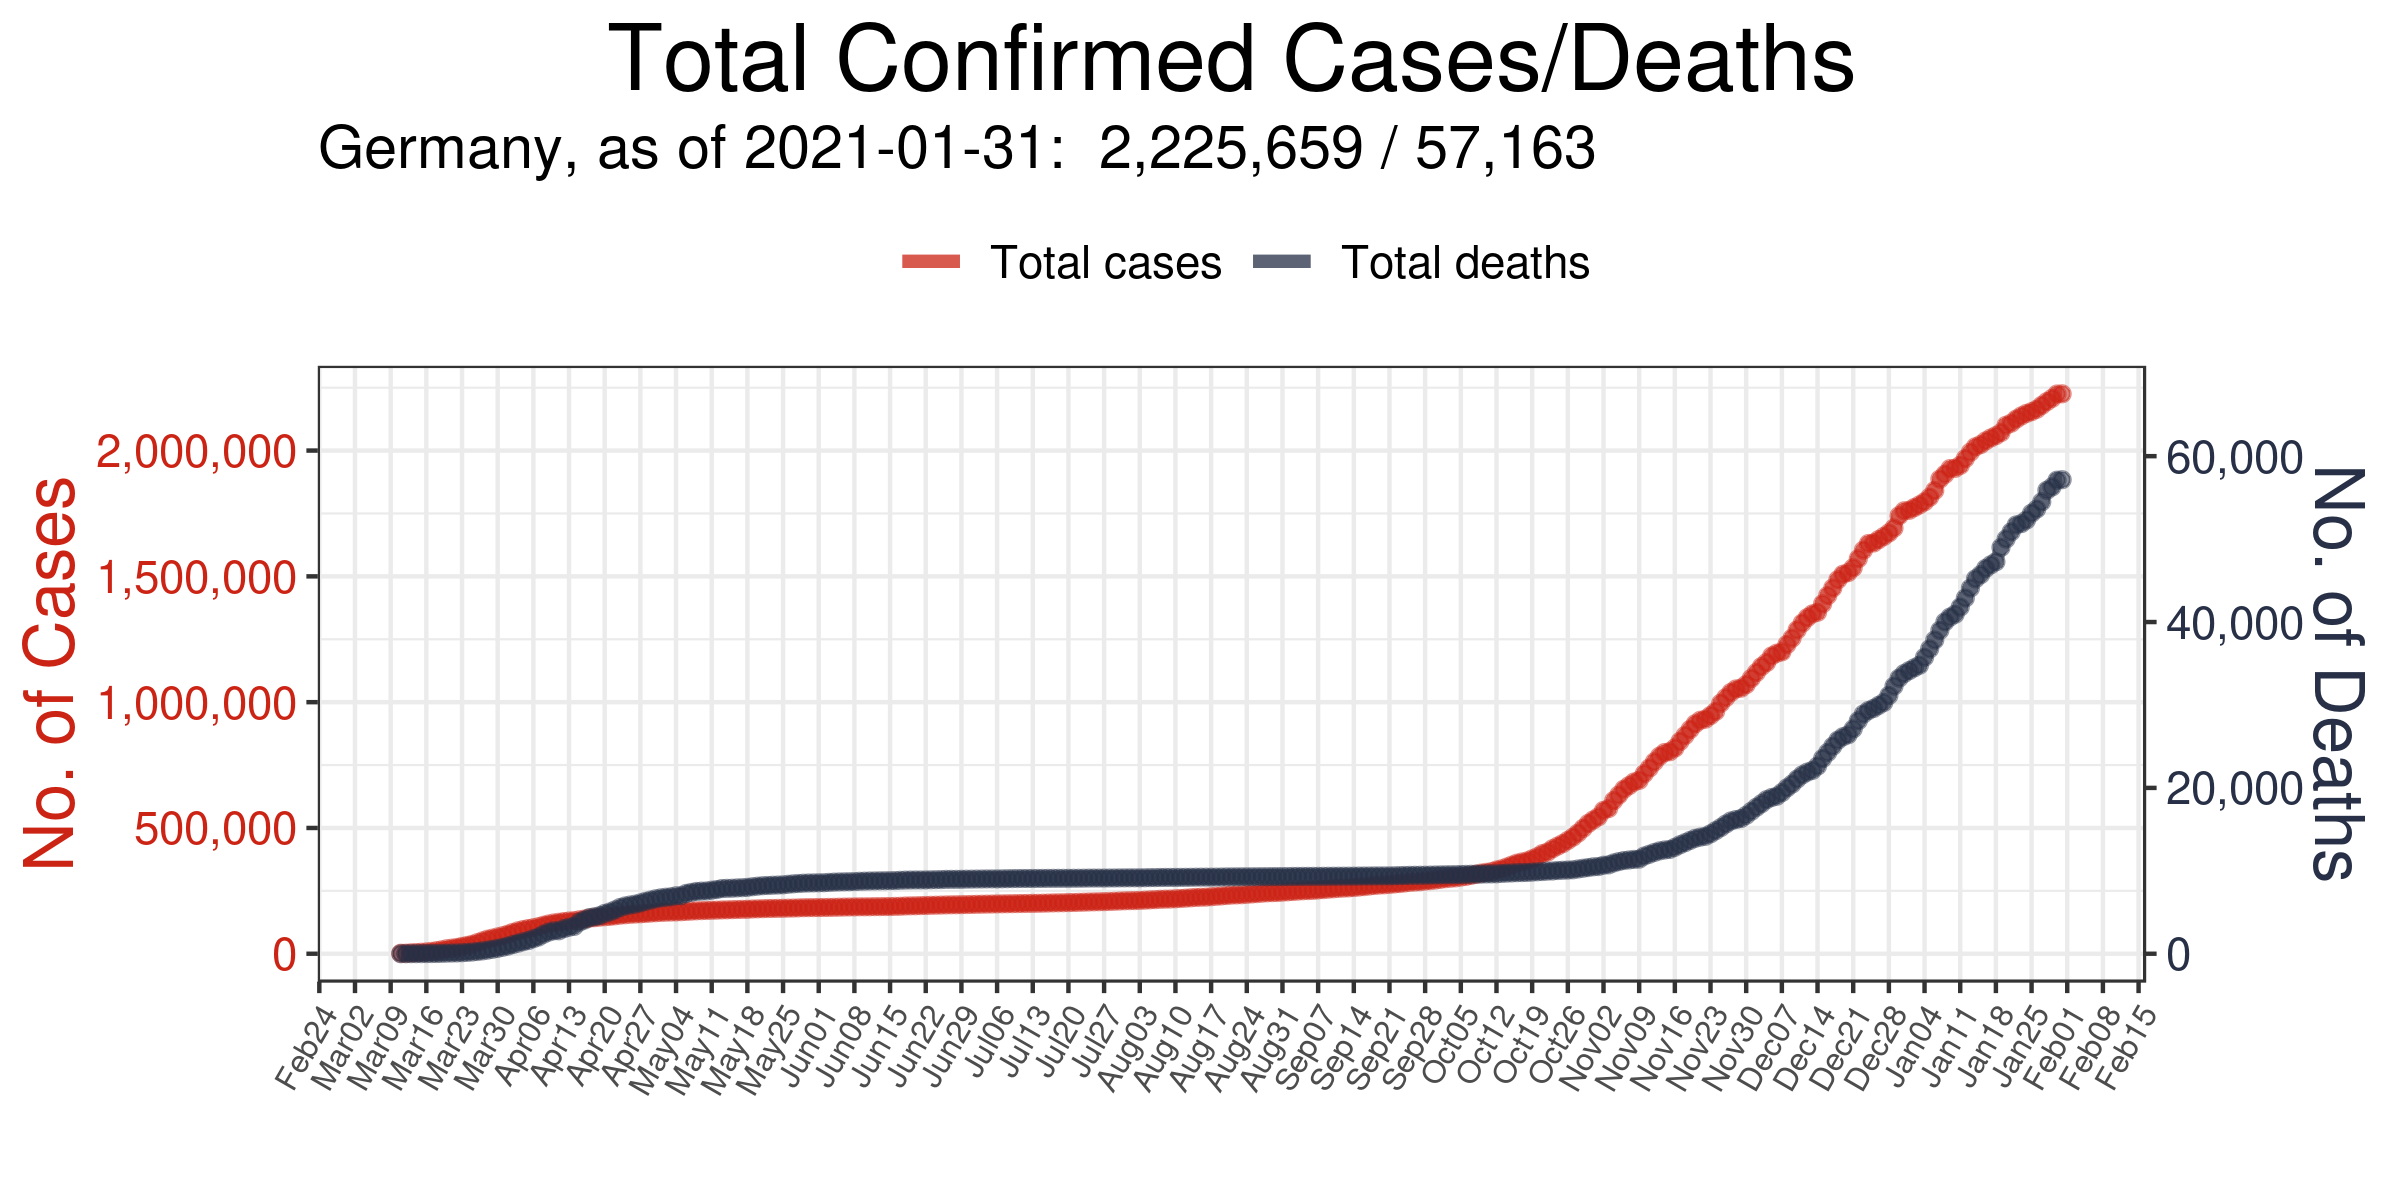 Total Confirmed Cases/Deaths
Germany, as of 2021-01-31:  2,225,659 / 57,163
Total cases
Total deaths
No. of Cases
2,000,000
1,500,000
1,000,000
500,000
0
60,000
40,000
20,000
0
No. of Deaths
Feb24
Mar02
Mar09
Mar16
Mar23
Mar30
Apr06
Apr13
Apr20
Apr27
May04
May11
May18
May25
Jun01
Jun08
Jun15
Jun22
Jun29
Jul06
Jul13
Jul20
Jul27
Aug03
Aug10
Aug17
Aug24
Aug31
Sep07
Sep14
Sep21
Sep28
Oct05
Oct12
Oct19
Oct26
Nov02
Nov09
Nov16
Nov23
Nov30
Dec07
Dec14
Dec21
Dec28
Jan04
Jan11
Jan18
Jan25
Feb01
Feb08
Feb15